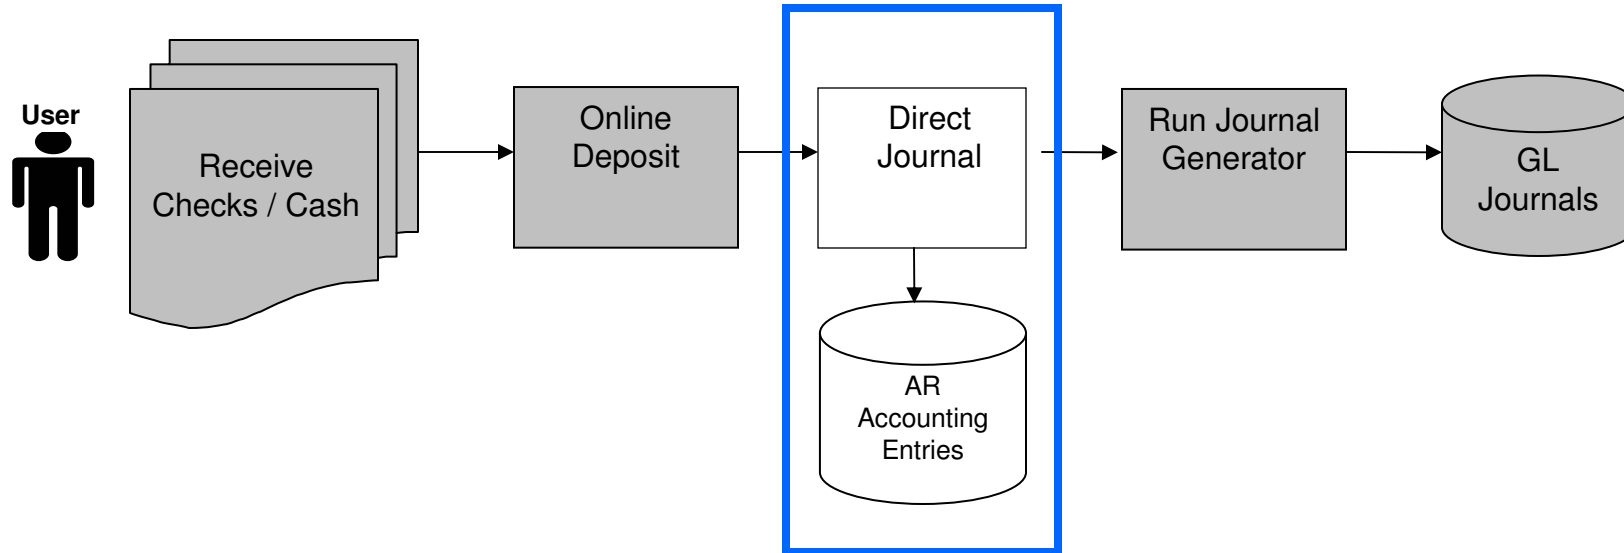 User
Receive
Checks / Cash
Online
Deposit
Direct
Journal
AR
Accounting
Entries
Run Journal
Generator
GL
Journals